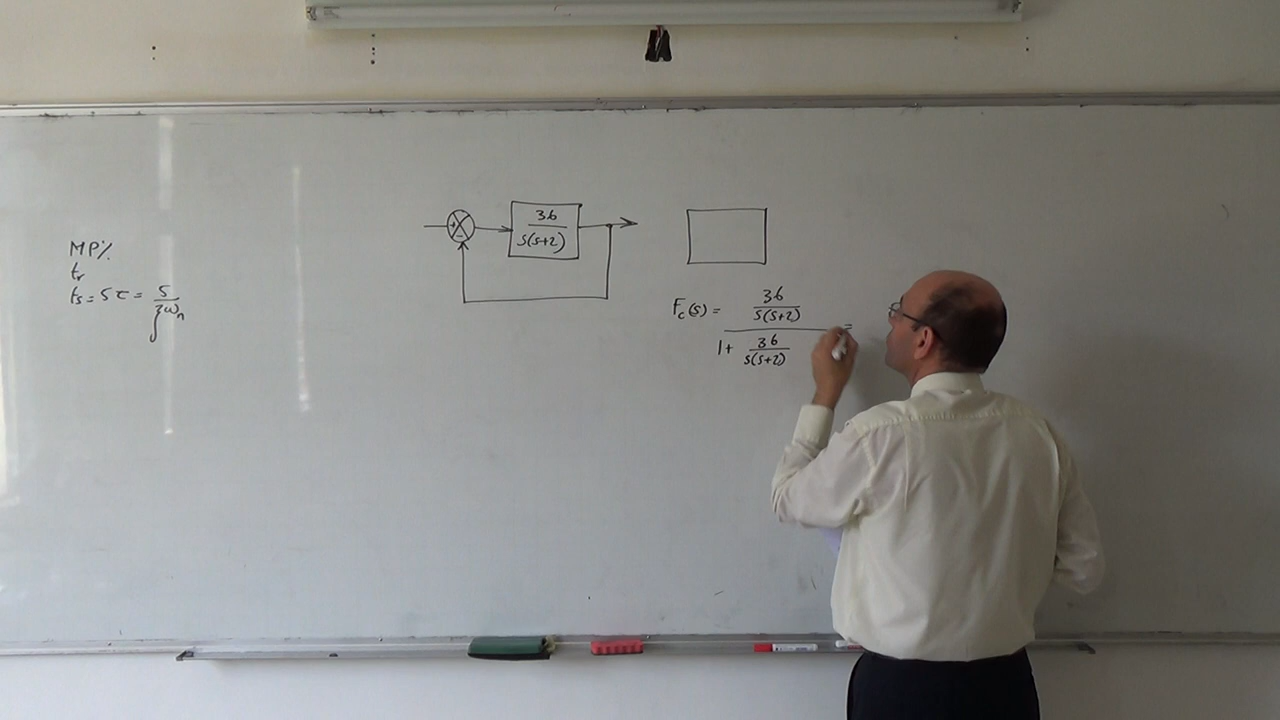 MP%
tr
ts = 5τ = 5/ζωn
+
-
36
s(s+2)
Fc(s) = 36/s(s+2) =
1 + 36/s(s+2)